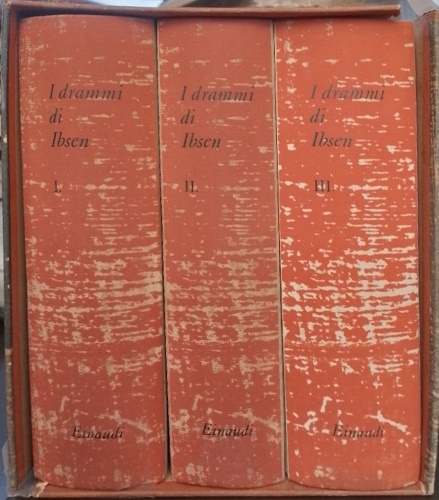 I drammi
di
Ibsen
I.
Einaudi
I drammi
di
Ibsen
II.
Einaudi
I drammi
di
Ibsen
III.
Einaudi